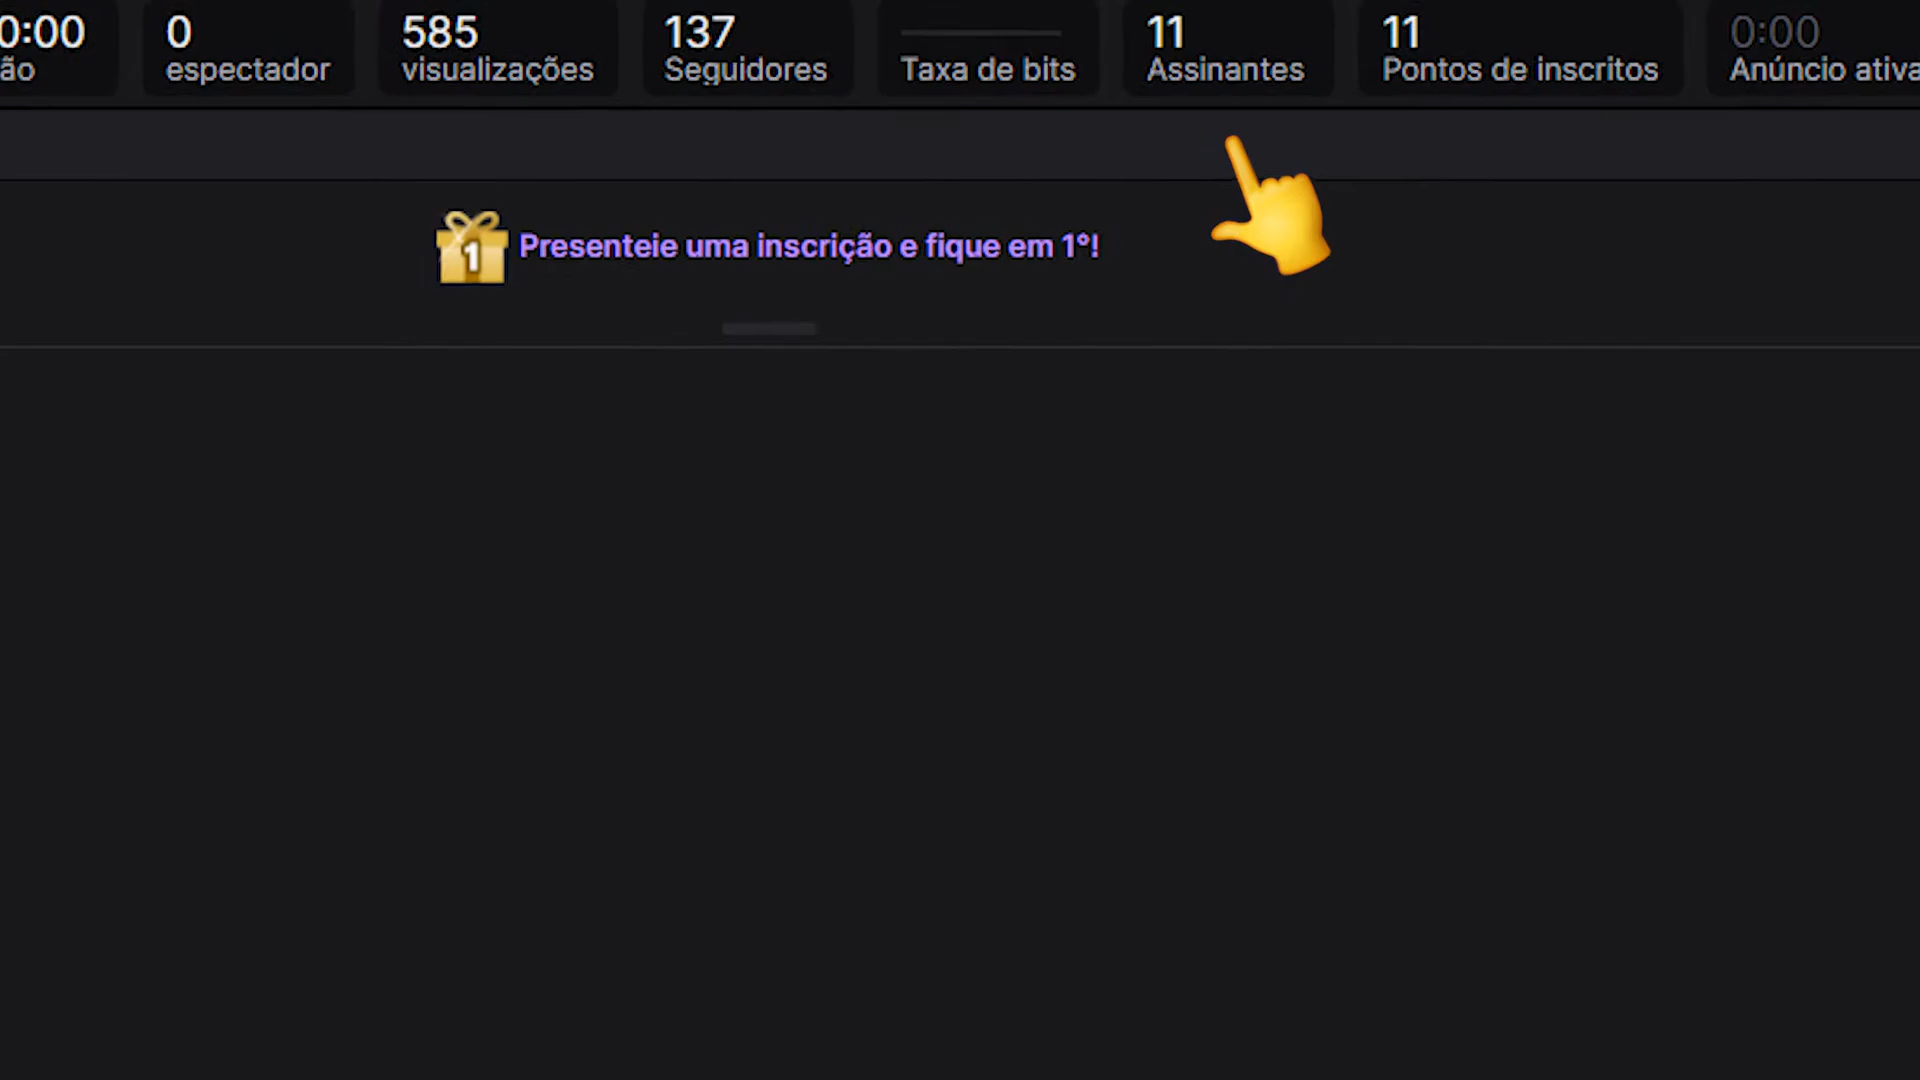 0:00
ão
0
espectador
585
visualizações
137
Seguidores
Taxa de bits
11
Assinantes
11
Pontos de inscritos
0:00
Anúncio ativa
1
Presenteie uma inscrição e fique em 1º!